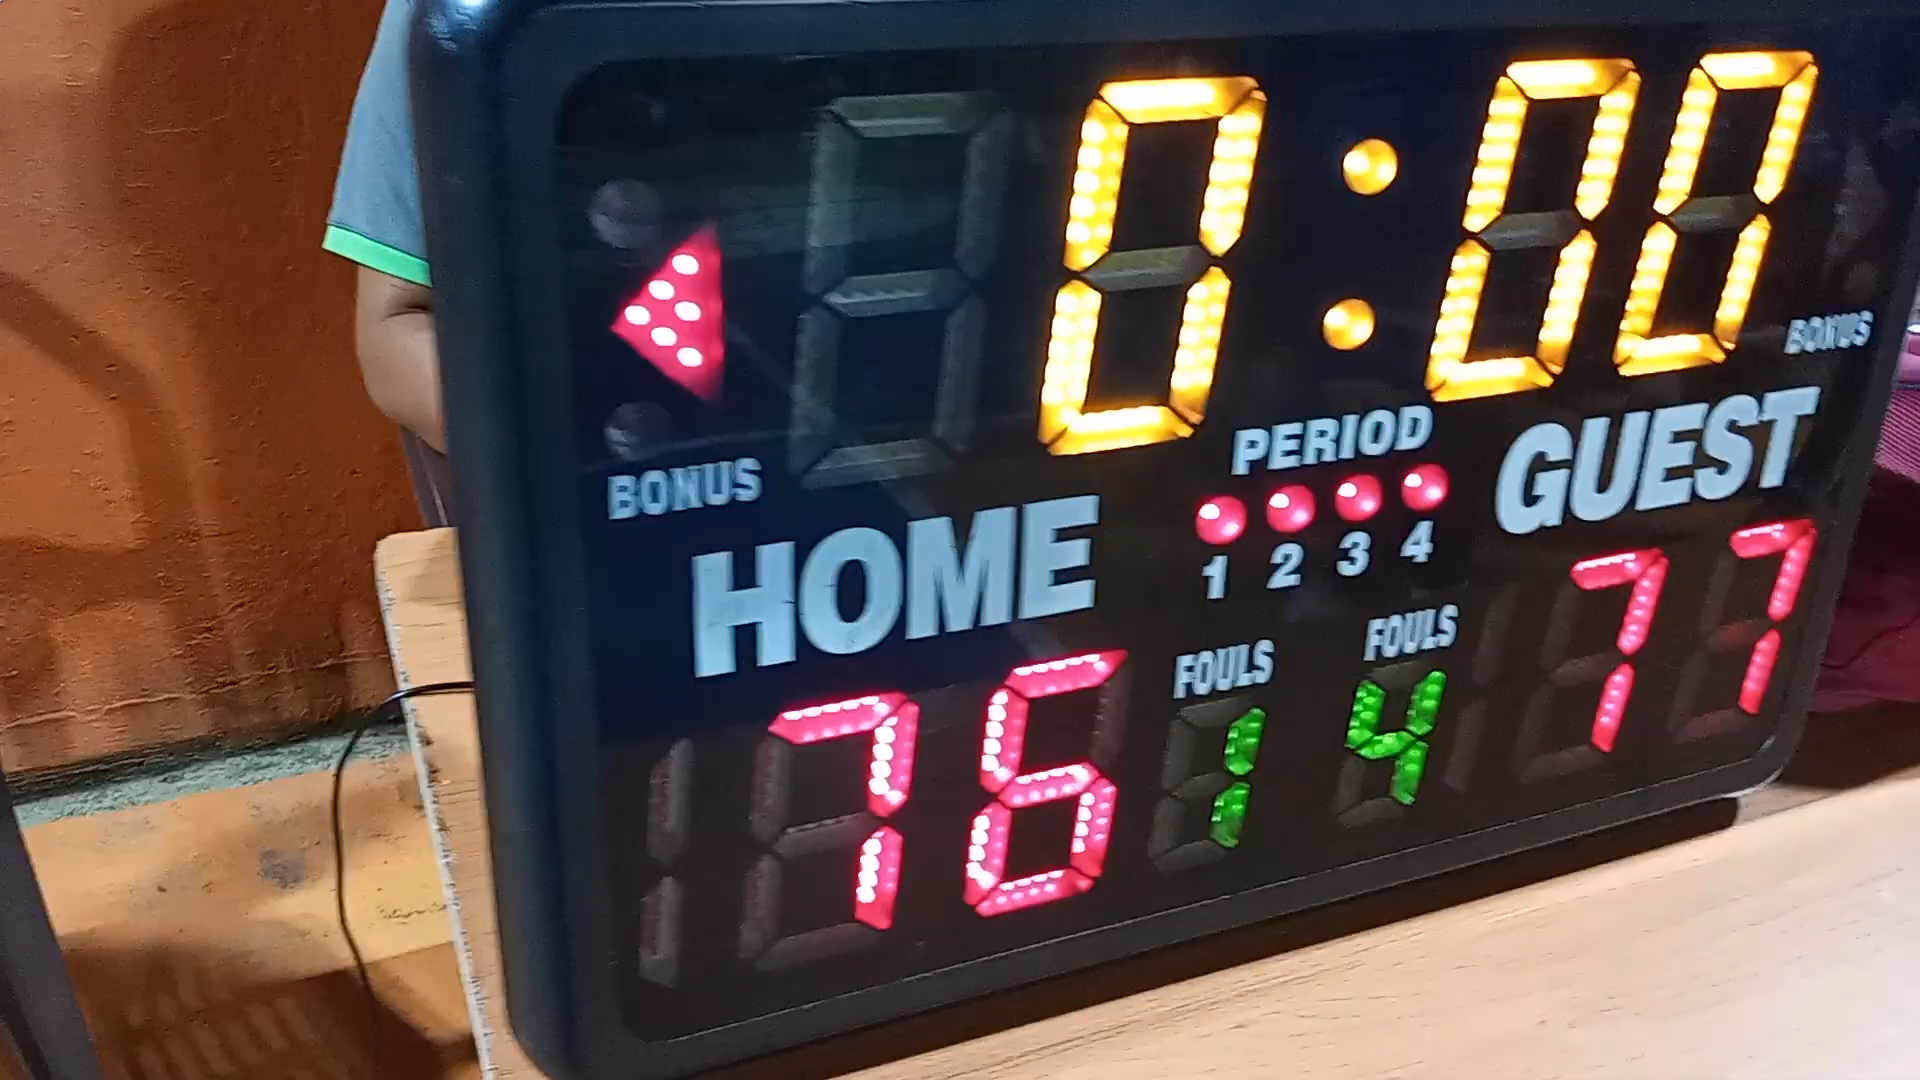 0:00
BONUS
BONUS
PERIOD
HOME
GUEST
1 2 3 4
FOULS
FOULS
76
1
4
77